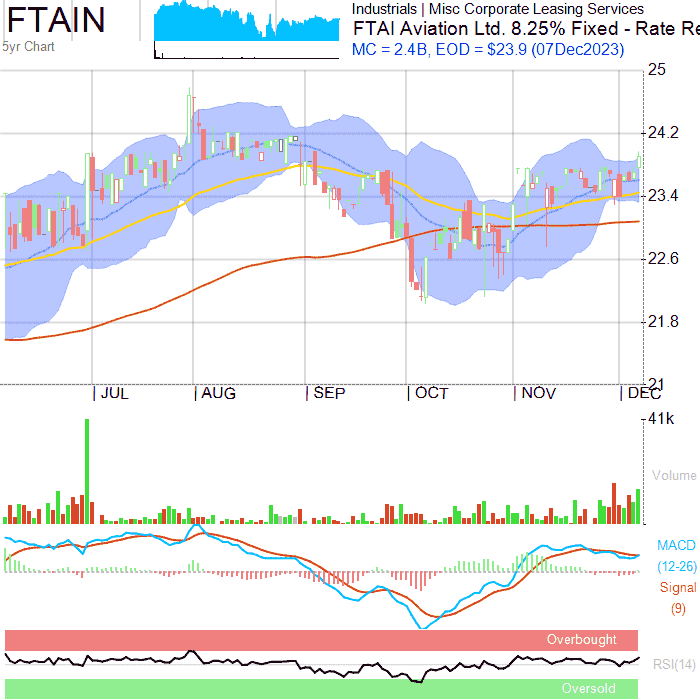 FTAIN
5yr Chart
Industrials | Misc Corporate Leasing Services
FTAI Aviation Ltd. 8.25% Fixed - Rate Re
MC = 2.4B, EOD = $23.9 (07Dec2023)
25
24.2
23.4
22.6
21.8
21
JUL AUG SEP OCT NOV DEC
41k
Volume
MACD
(12-26)
Signal
(9)
Overbought
RSI(14)
Oversold